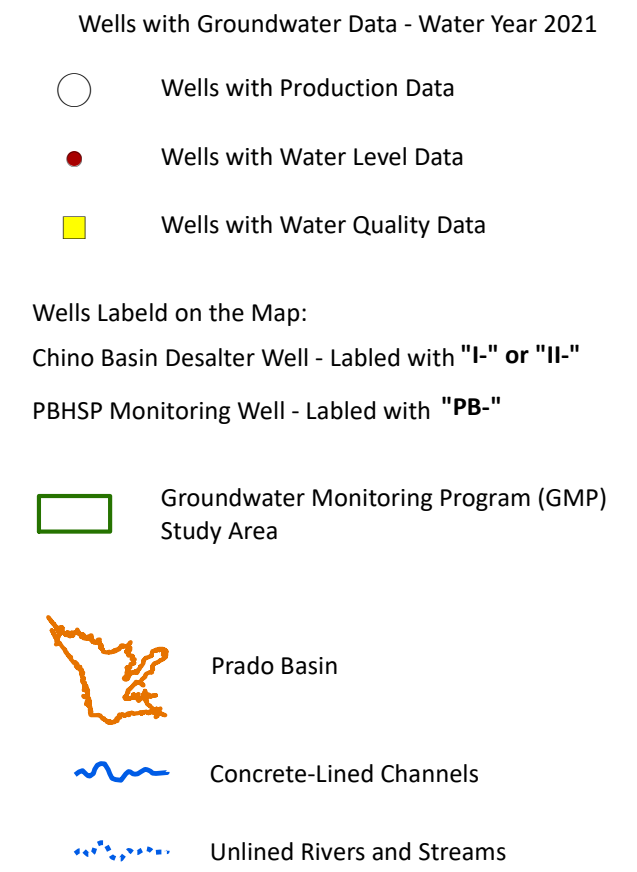 Wells with Groundwater Data - Water Year 2021
Wells with Production Data
Wells with Water Level Data
Wells with Water Quality Data
Wells Labeld on the Map:
Chino Basin Desalter Well - Labled with "I-" or "II-"
PBHSP Monitoring Well - Labled with "PB-"
Groundwater Monitoring Program (GMP)
Study Area
Prado Basin
Concrete-Lined Channels
Unlined Rivers and Streams